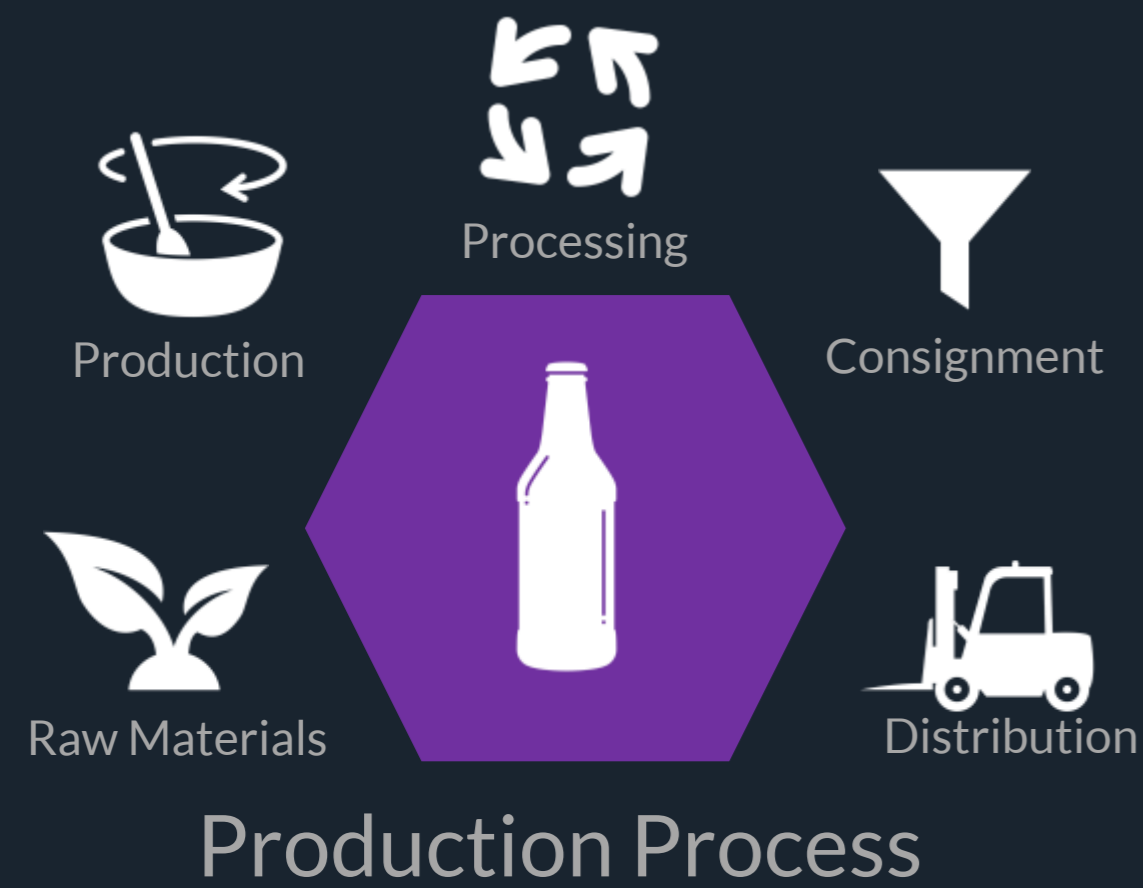 Processing
Production
Consignment
Raw Materials
Distribution
Production Process